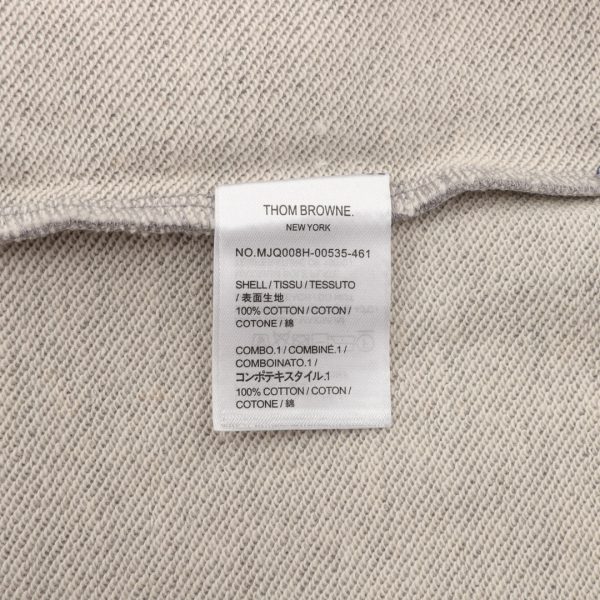 THOM BROWNE.
NEW YORK
NO.MJQ008H-00535-461
SHELL / TISSU / TESSUTO
/ 表面生地
100% COTTON / COTON /
COTONE / 綿
COMBO.1 / COMBINÉ.1 /
COMBOINATO.1 /
コンポテキスタイル.1
100% COTTON / COTON /
COTONE / 綿